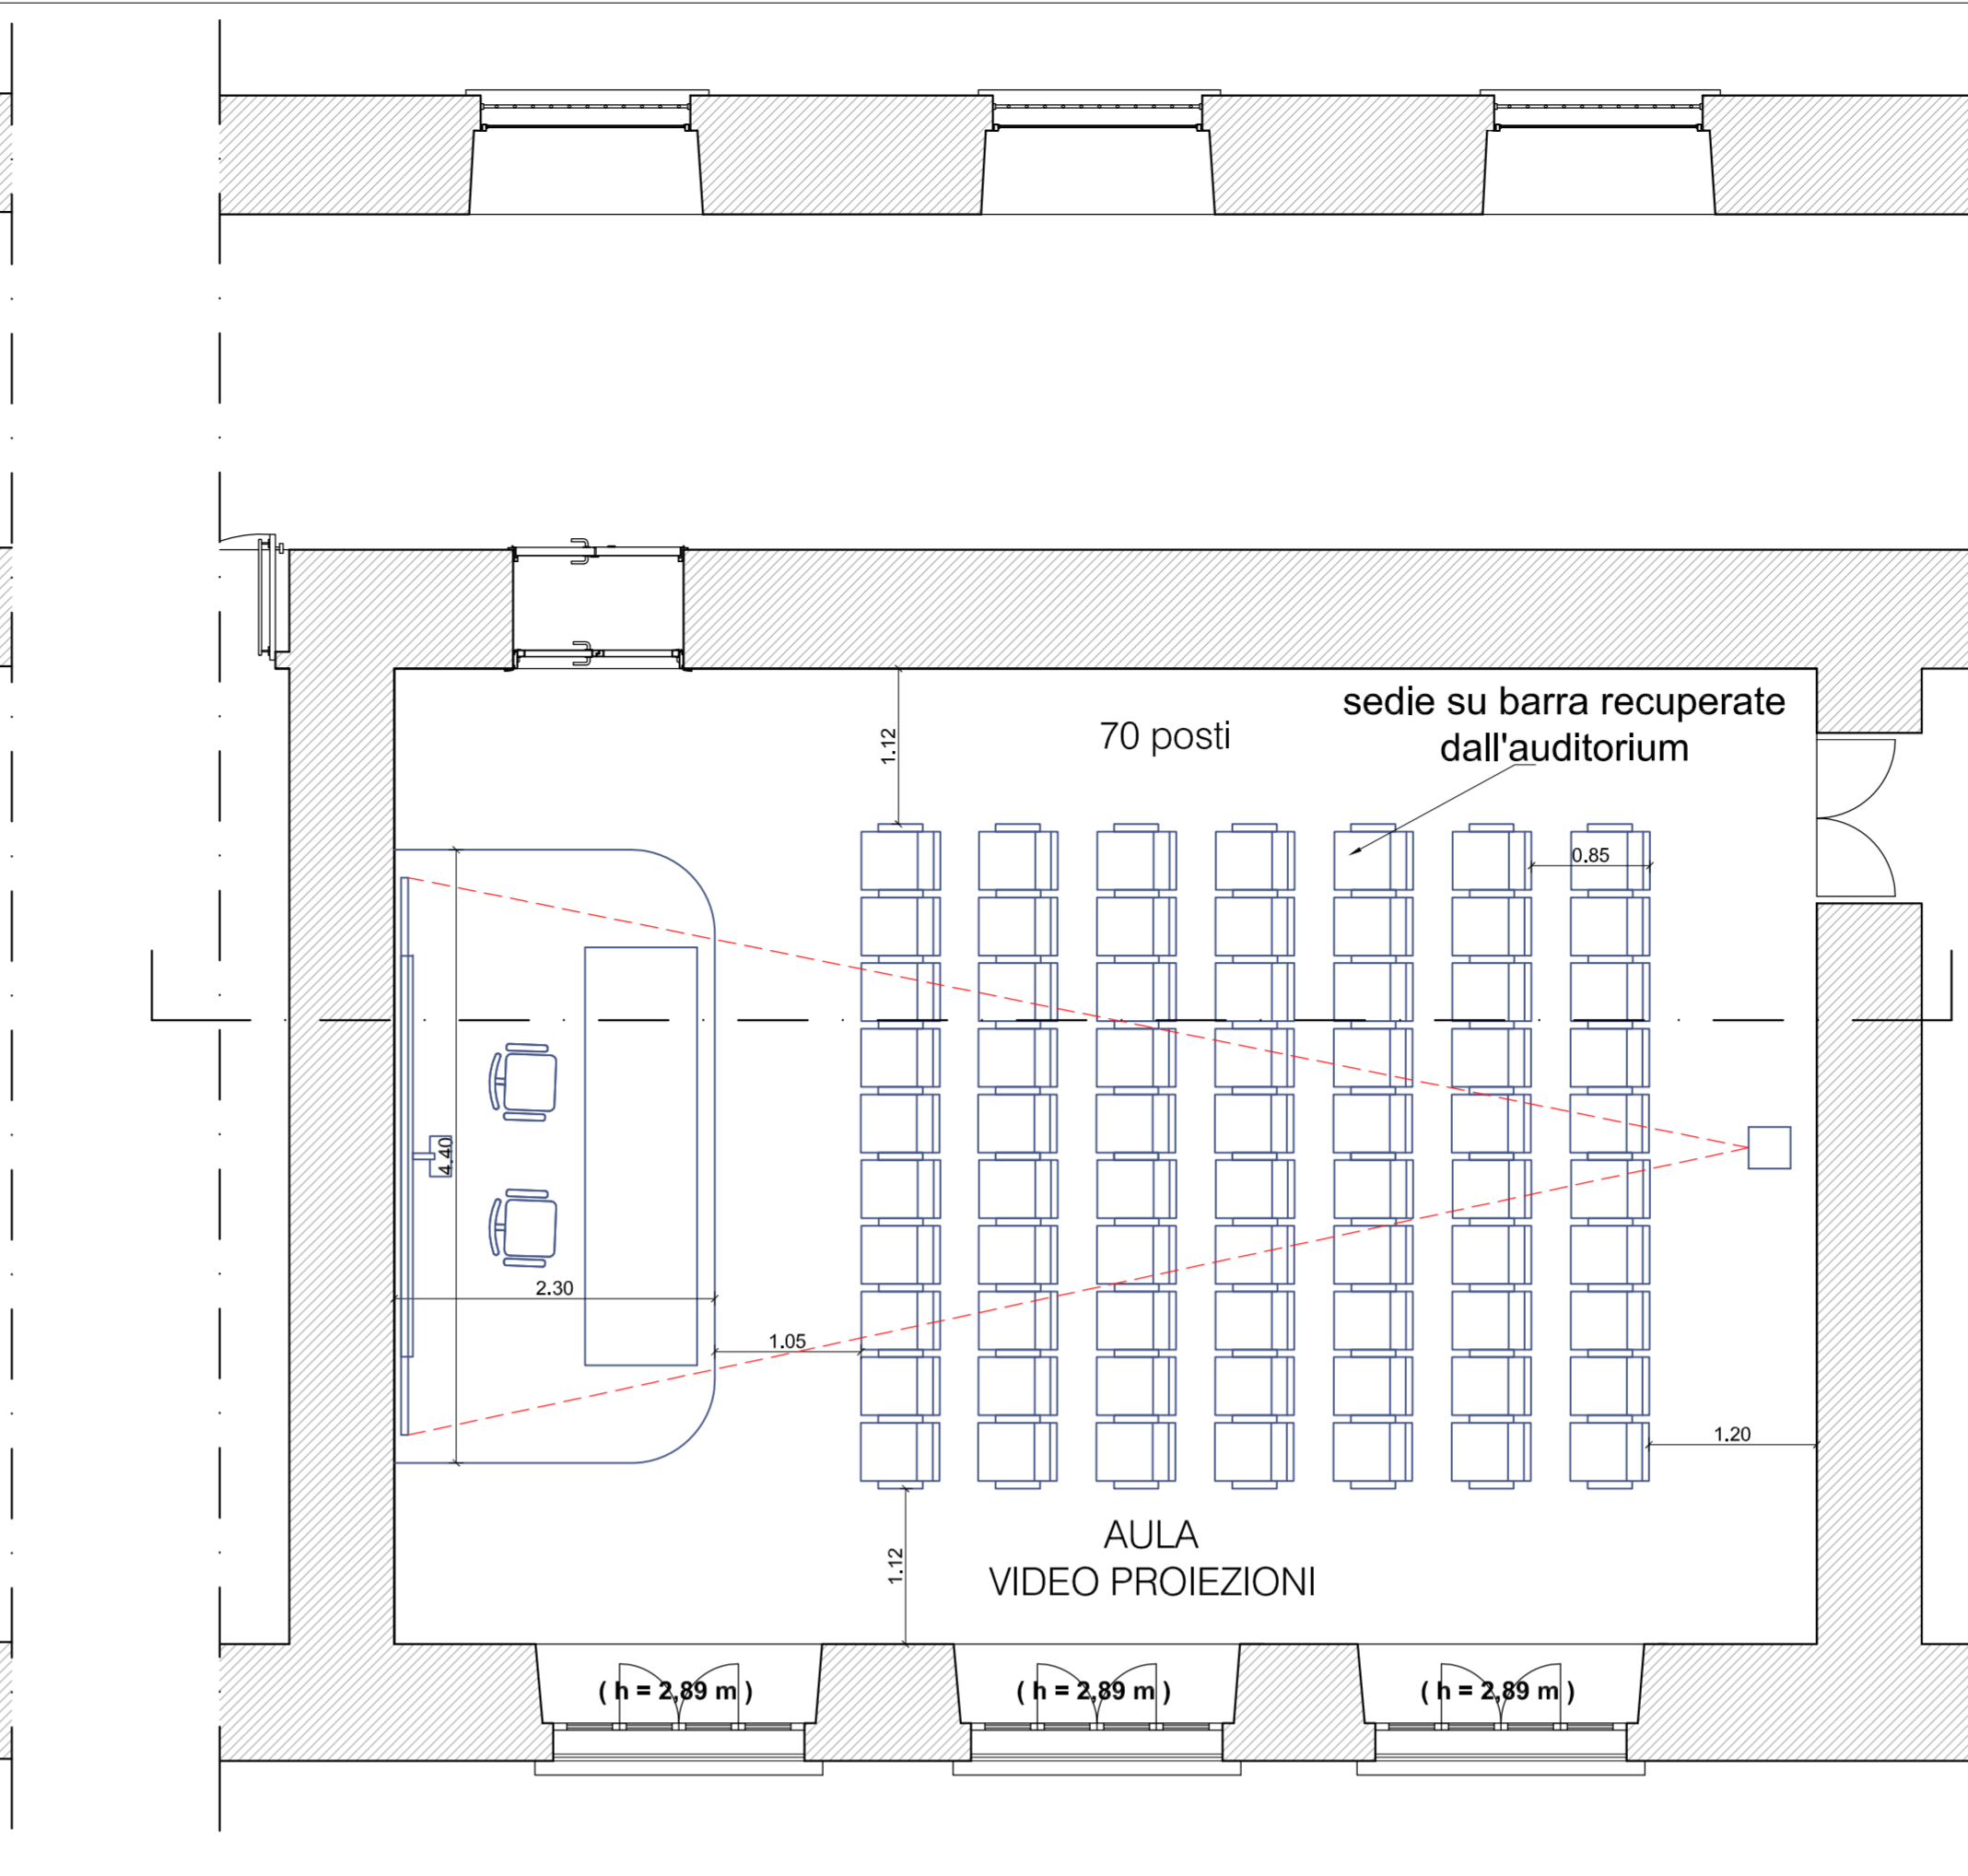 sedie su barra recuperate
dall'auditorium
70 posti
1.12
0.85
4.40
2.30
1.05
1.20
1.12
AULA
VIDEO PROIEZIONI
( h = 2,89 m )
( h = 2,89 m )
( h = 2,89 m )